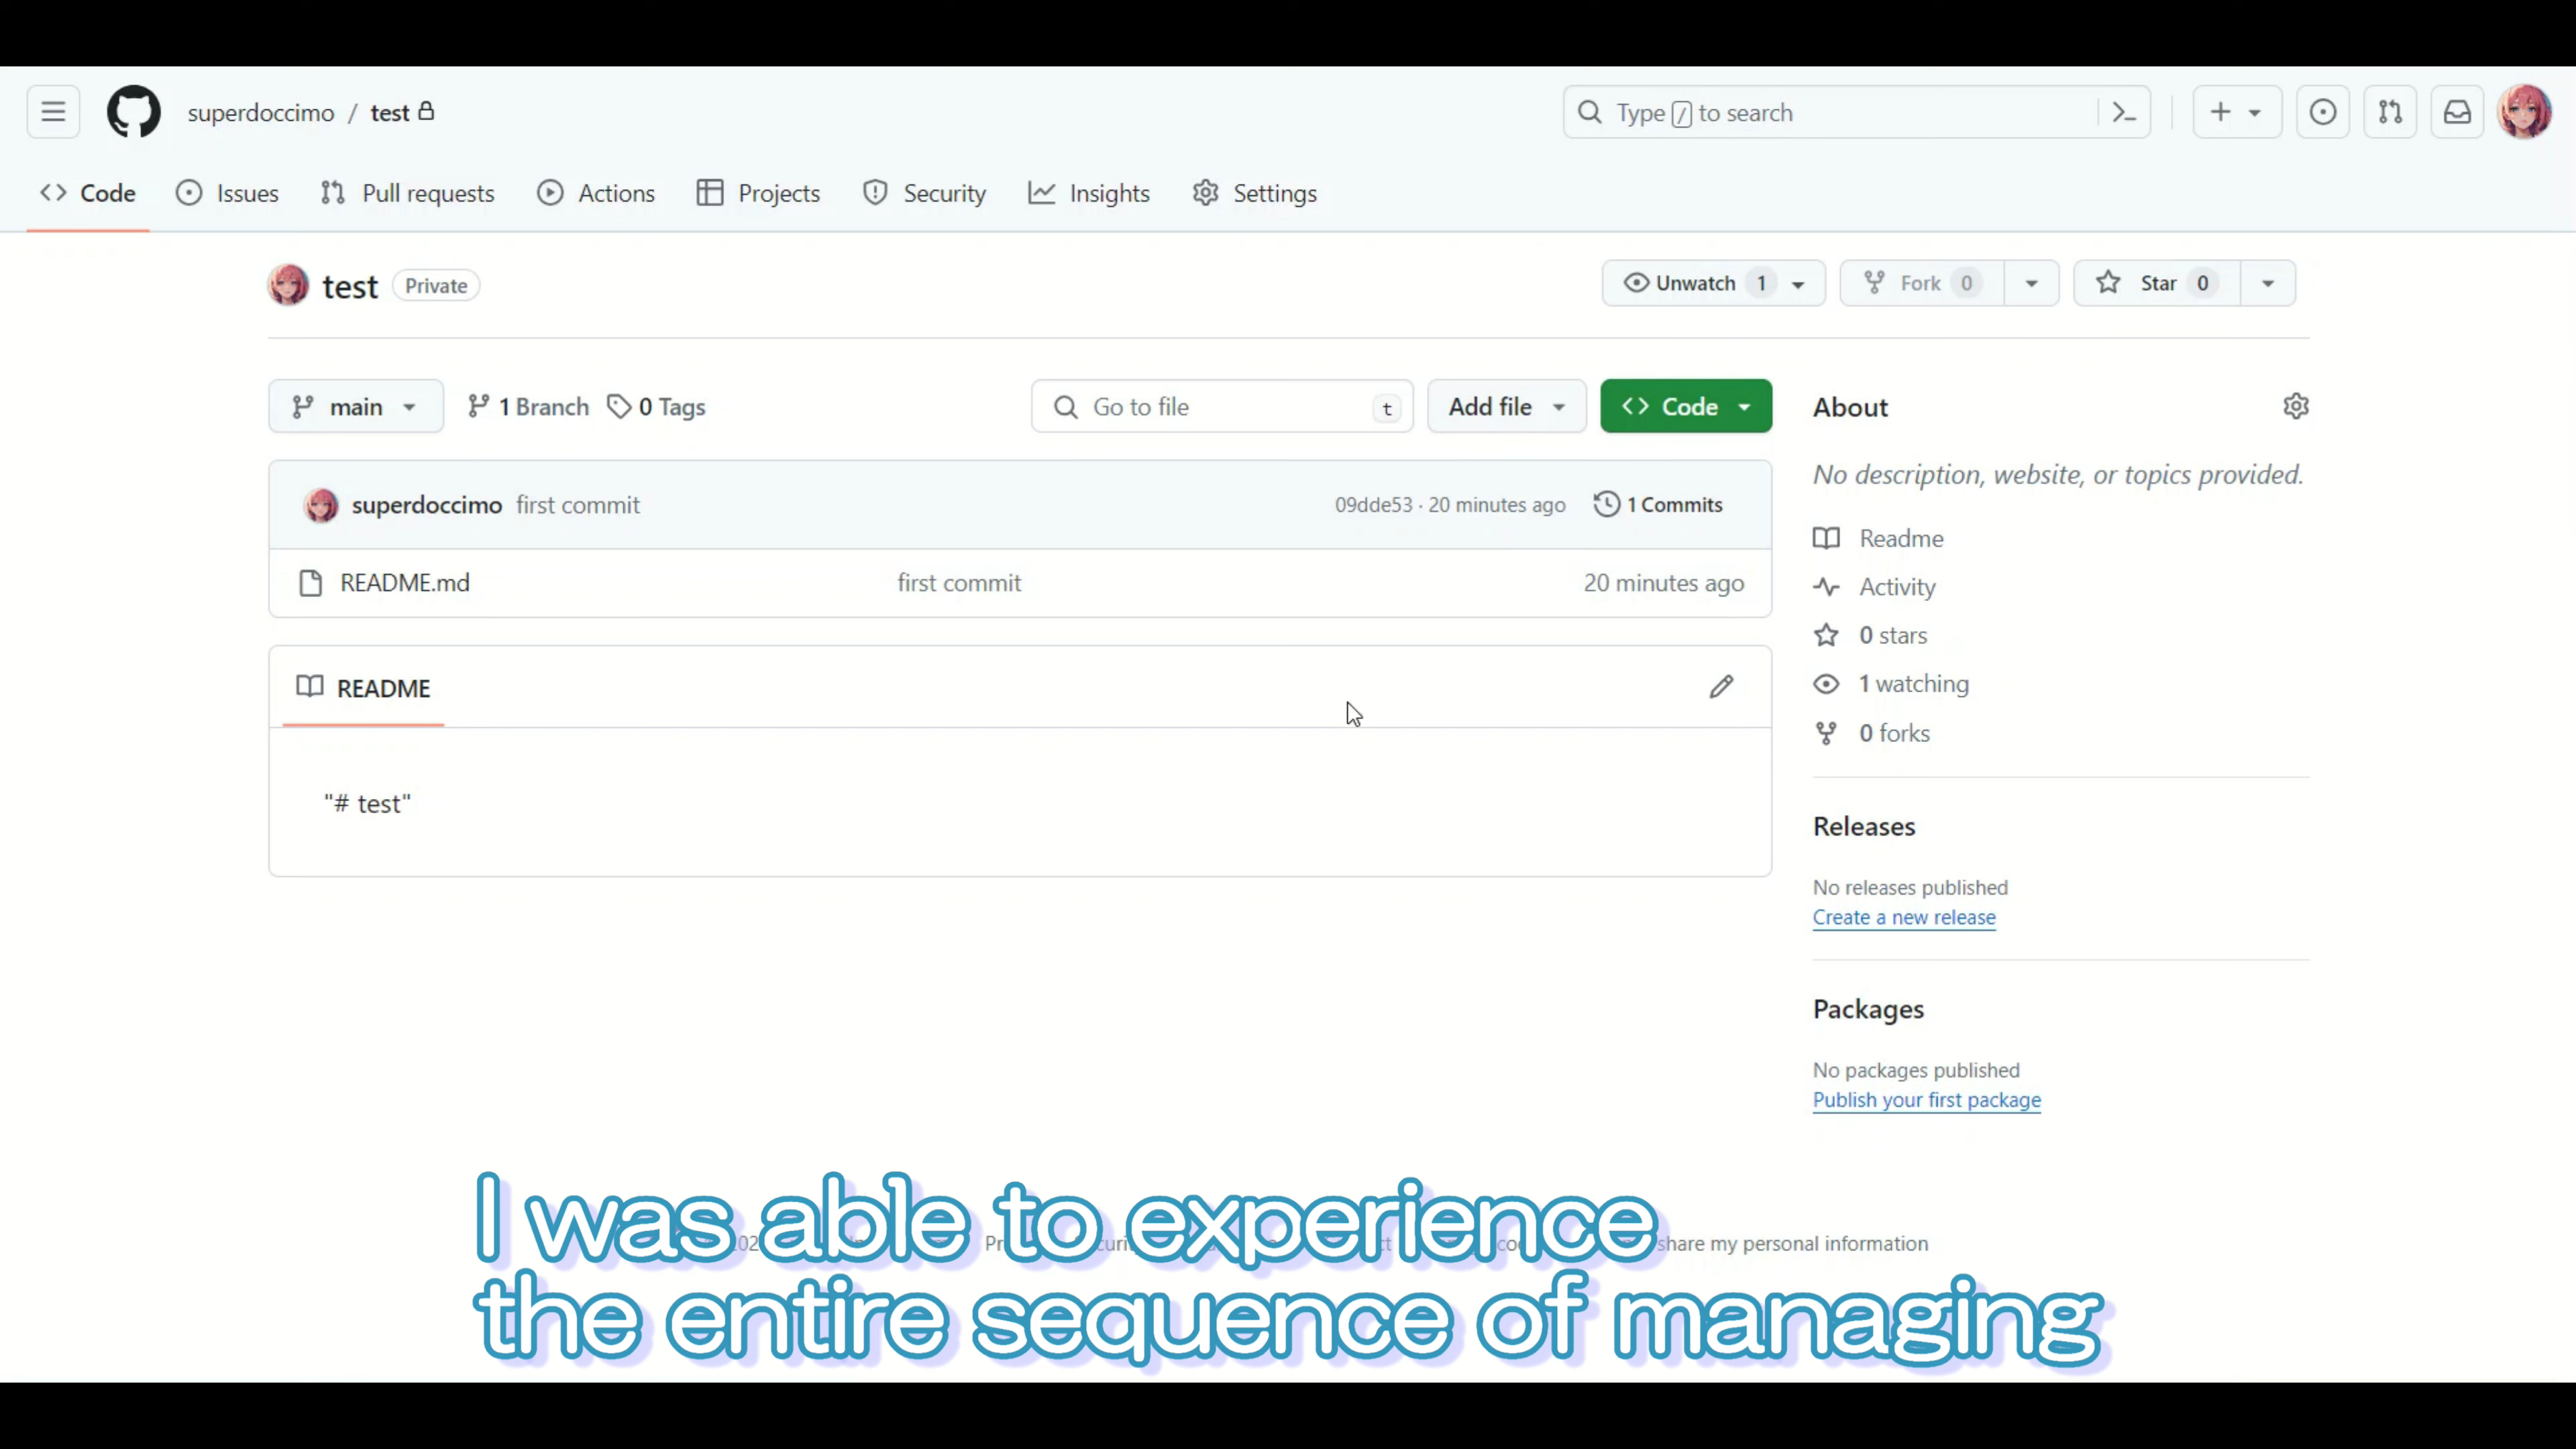 superdoccimo / test
Type / to search
Code Issues Pull requests Actions Projects Security Insights Settings
test Private
Unwatch 1 Fork 0 Star 0
main 1 Branch 0 Tags
Go to file t Add file Code
superdoccimo first commit 09dde53 · 20 minutes ago 1 Commits
README.md first commit 20 minutes ago
README
"# test"
About
No description, website, or topics provided.
Readme
Activity
0 stars
1 watching
0 forks
Releases
No releases published
Create a new release
Packages
No packages published
Publish your first package
share my personal information
I was able to experience
the entire sequence of managing